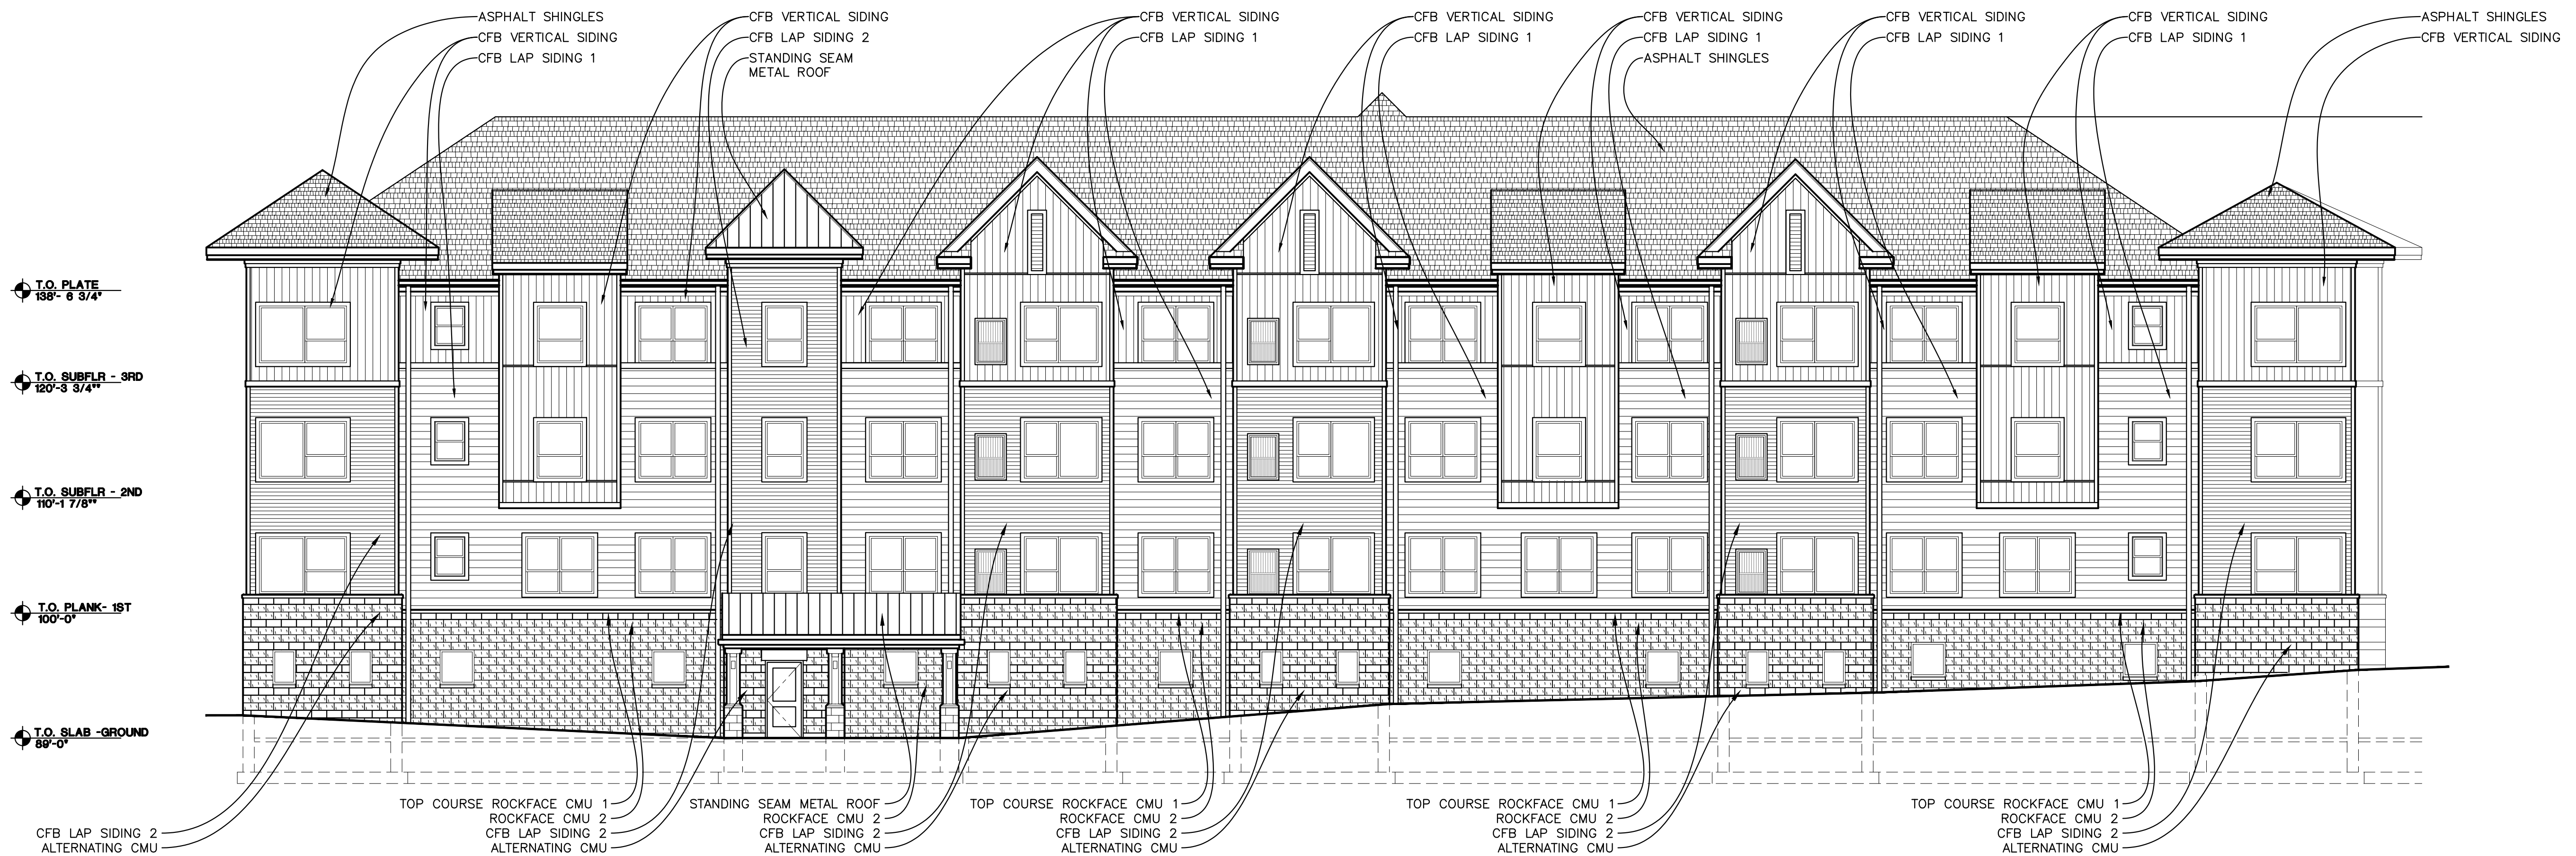 ASPHALT SHINGLES
CFB VERTICAL SIDING
CFB LAP SIDING 1
CFB VERTICAL SIDING
CFB LAP SIDING 2
STANDING SEAM
METAL ROOF
CFB VERTICAL SIDING
CFB LAP SIDING 1
CFB VERTICAL SIDING
CFB LAP SIDING 1
CFB VERTICAL SIDING
CFB LAP SIDING 1
ASPHALT SHINGLES
CFB VERTICAL SIDING
CFB LAP SIDING 1
CFB VERTICAL SIDING
CFB LAP SIDING 1
ASPHALT SHINGLES
CFB VERTICAL SIDING
T.O. PLATE
138'- 6 3/4"
T.O. SUBFLR - 3RD
120'-3 3/4""
T.O. SUBFLR - 2ND
110'-1 7/8""
T.O. PLANK- 1ST
100'-0"
T.O. SLAB -GROUND
89'-0"
CFB LAP SIDING 2
ALTERNATING CMU
TOP COURSE ROCKFACE CMU 1
ROCKFACE CMU 2
CFB LAP SIDING 2
ALTERNATING CMU
STANDING SEAM METAL ROOF
ROCKFACE CMU 2
CFB LAP SIDING 2
ALTERNATING CMU
TOP COURSE ROCKFACE CMU 1
ROCKFACE CMU 2
CFB LAP SIDING 2
ALTERNATING CMU
TOP COURSE ROCKFACE CMU 1
ROCKFACE CMU 2
CFB LAP SIDING 2
ALTERNATING CMU
TOP COURSE ROCKFACE CMU 1
ROCKFACE CMU 2
CFB LAP SIDING 2
ALTERNATING CMU